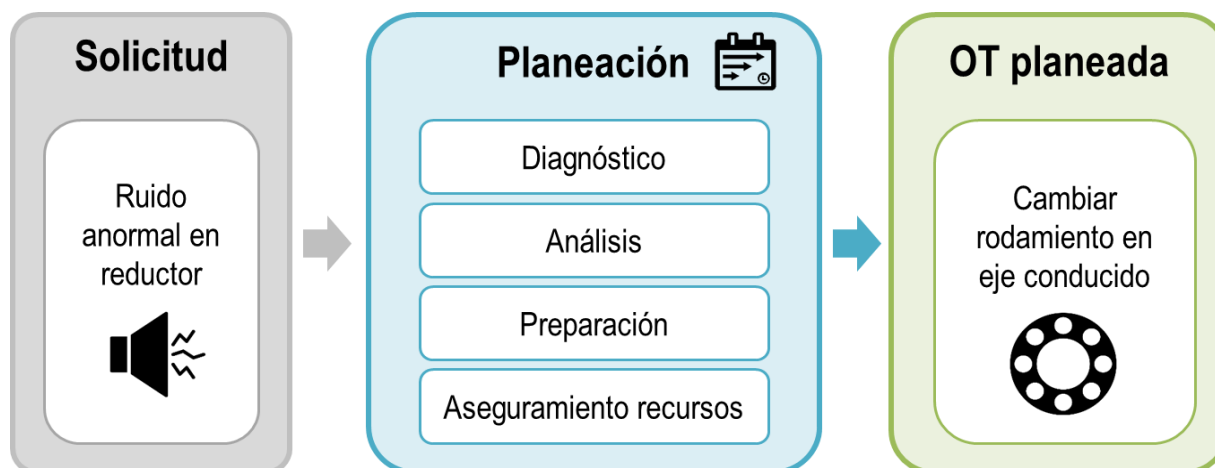 Solicitud
Ruido
anormal en
reductor
Planeación
Diagnóstico
Análisis
Preparación
Aseguramiento recursos
OT planeada
Cambiar
rodamiento en
eje conducido